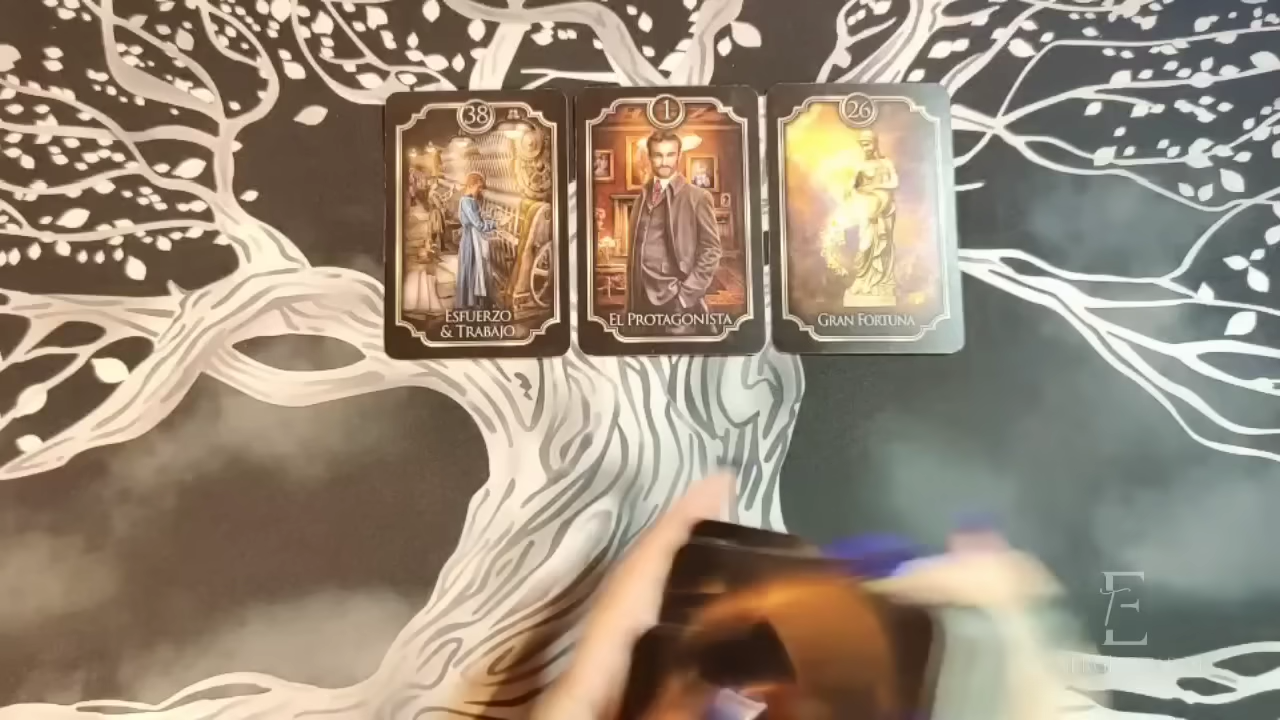 38
ESFUERZO
& TRABAJO
1
EL PROTAGONISTA
26
GRAN FORTUNA
E